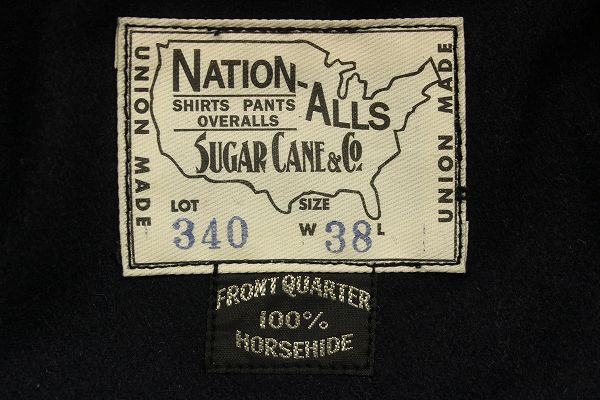 UNION MADE
NATION-ALLS
SHIRTS PANTS
OVERALLS
SUGAR CANE & Co.
LOT 340
SIZE W 38 L
UNION MADE
FRONT QUARTER
100%
HORSEHIDE